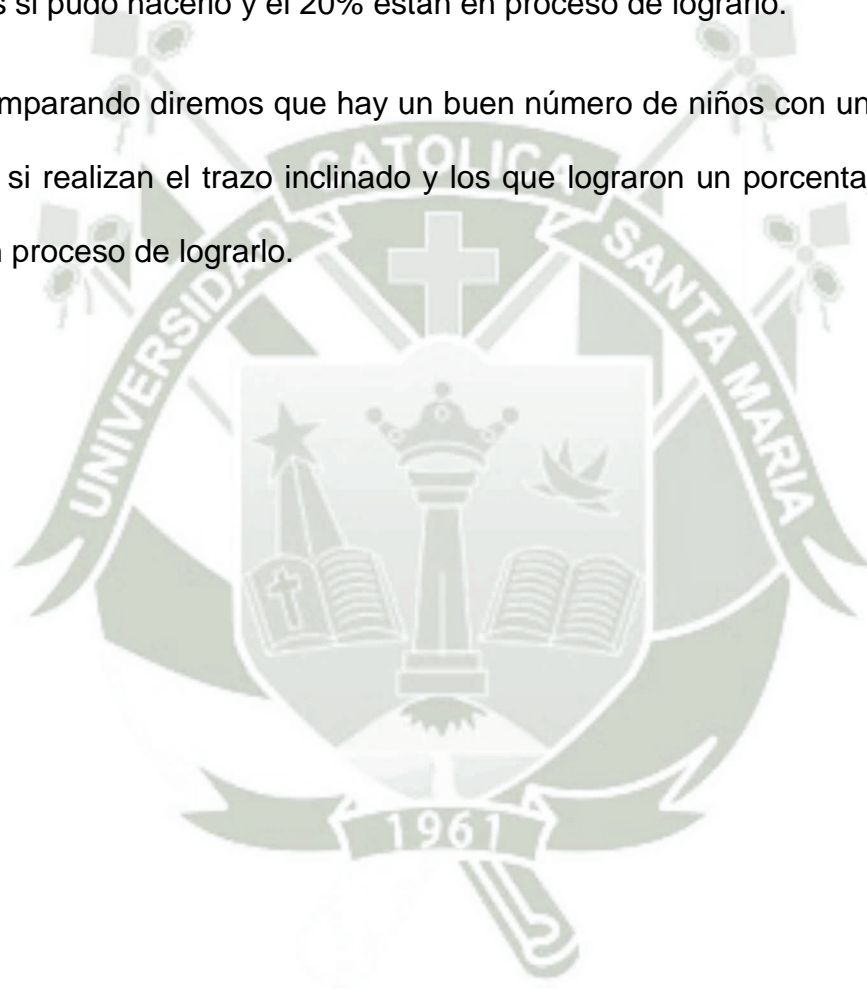 s si pudo hacerlo y el 20% están en proceso de lograrlo.
mparando diremos que hay un buen número de niños con un
si realizan el trazo inclinado y los que lograron un porcenta
n proceso de lograrlo.
UNIVERSIDAD CATOLICA SANTA MARIA
1961